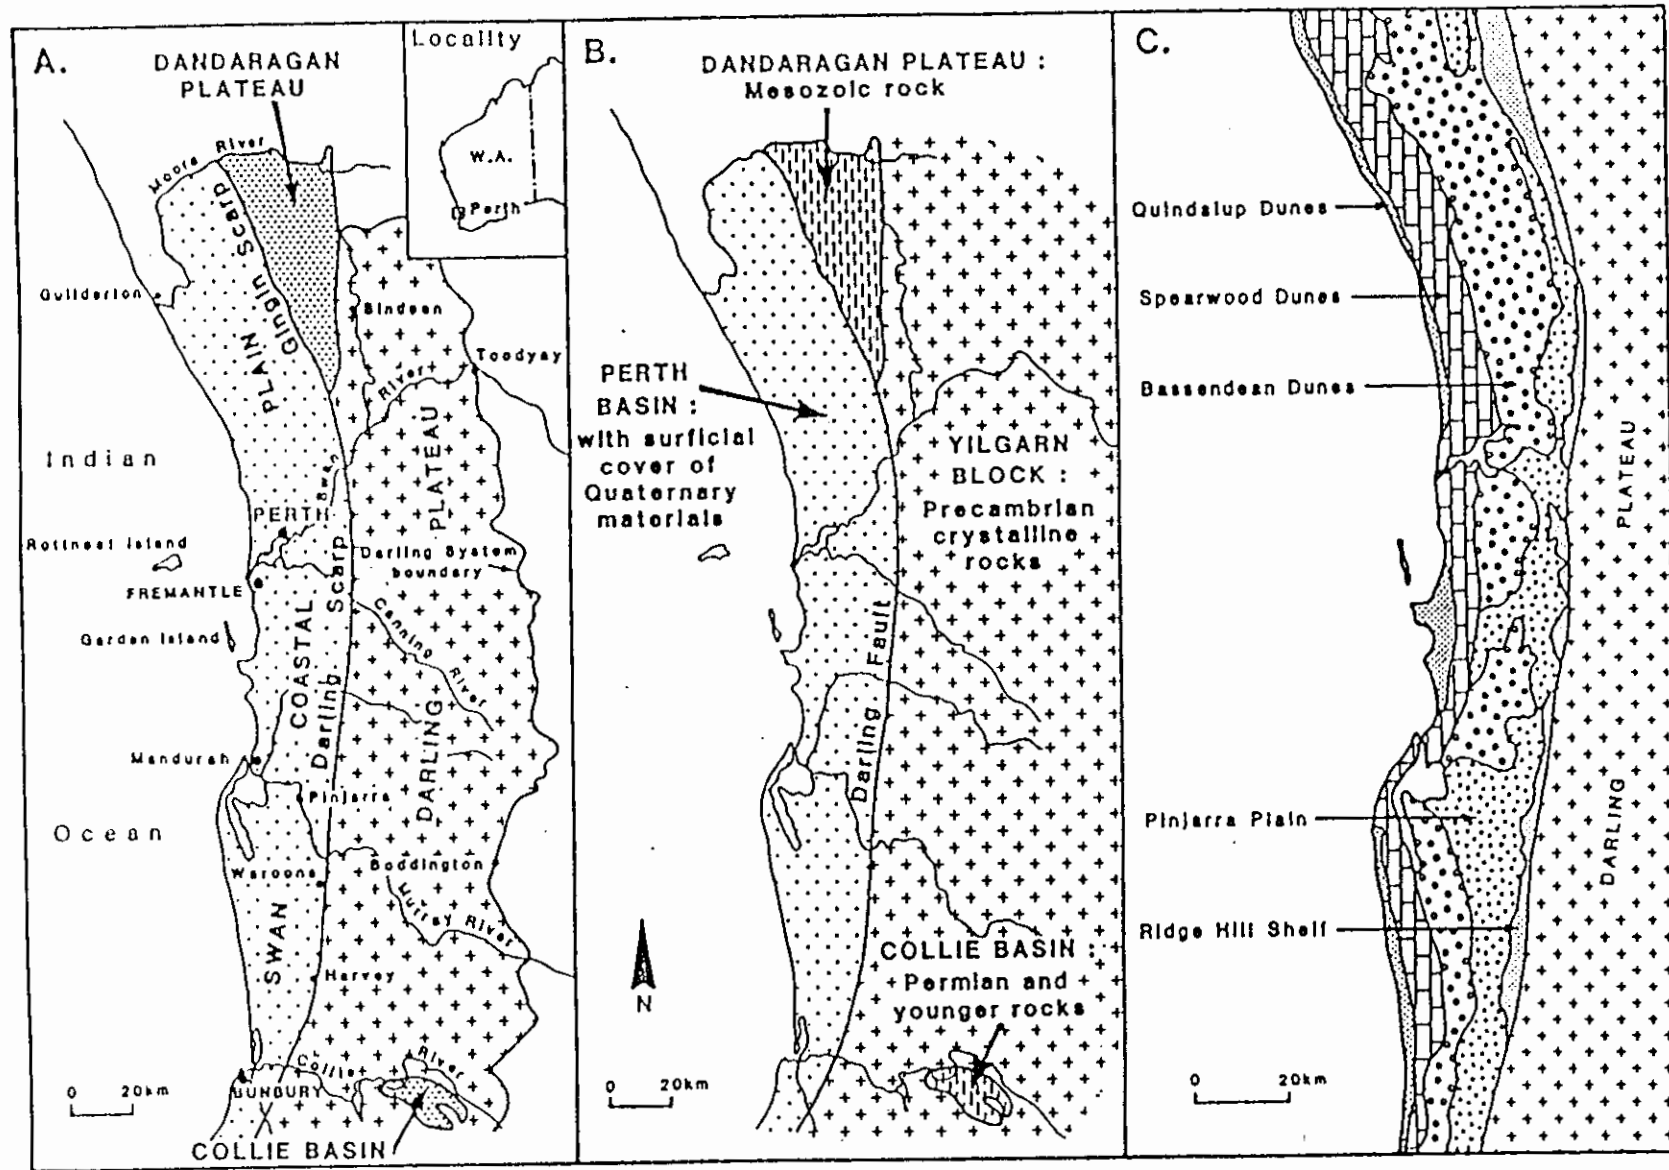 A.
DANDARAGAN
PLATEAU
Locality
W.A.
Perth
Moore River
Gingin Scarp
Guilderton
Bindoon
Toodyay
River
Swan
Indian
PERTH
Rottnest Island
Darling System
boundary
FREMANTLE
Garden Island
Canning River
SWAN COASTAL PLAIN
Darling Scarp
DARLING PLATEAU
Mandurah
Pinjarra
Ocean
Boddington
Waroona
Murray River
Harvey
Collie River
BUNBURY
0 20km
COLLIE BASIN
B.
DANDARAGAN PLATEAU :
Mesozoic rock
PERTH
BASIN :
with surficial
cover of
Quaternary
materials
YILGARN
BLOCK :
Precambrian
crystalline
rocks
Darling Fault
N
COLLIE BASIN :
Permian and
younger rocks
0 20km
C.
Quindalup Dunes
Spearwood Dunes
Bassendean Dunes
Pinjarra Plain
Ridge Hill Shelf
DARLING PLATEAU
0 20km